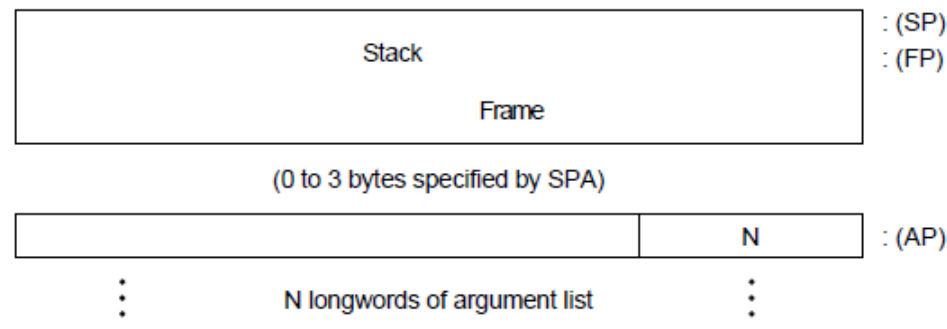 : (SP)
Stack
: (FP)
Frame
(0 to 3 bytes specified by SPA)
N
: (AP)
N longwords of argument list